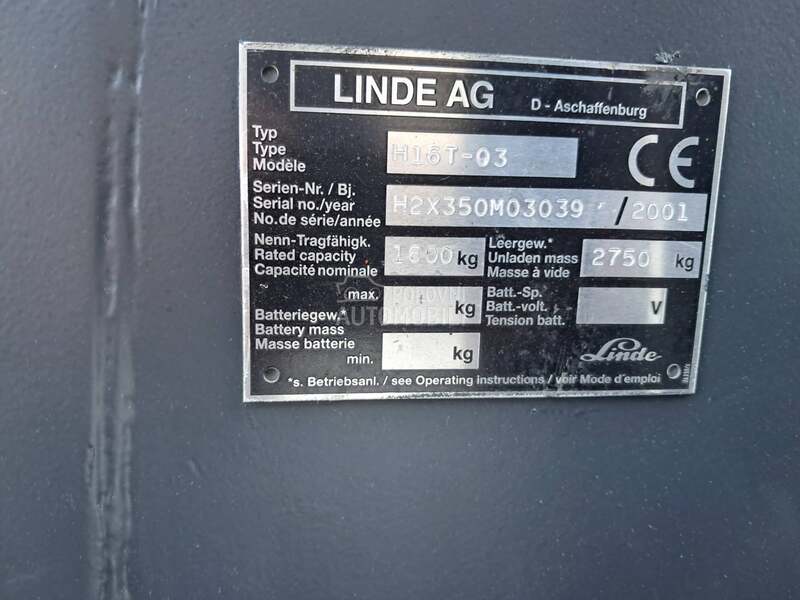 LINDE AG D - Aschaffenburg
Typ
Type
Modèle
H16T-03
CE
Serien-Nr. / Bj.
Serial no./year
No.de série/année
H2X350M03039 / 2001
Nenn-Tragfähigk.
Rated capacity
Capacité nominale
1600 kg
Leergew.*
Unladen mass
Masse à vide
2750 kg
Batteriegew.*
Battery mass
Masse batterie
max. kg
min. kg
Batt.-Sp.
Batt.-volt.
Tension batt.
V
Linde
*s. Betriebsanl. / see Operating instructions / voir Mode d'emploi
POLOVNI
AUTOMOBILI